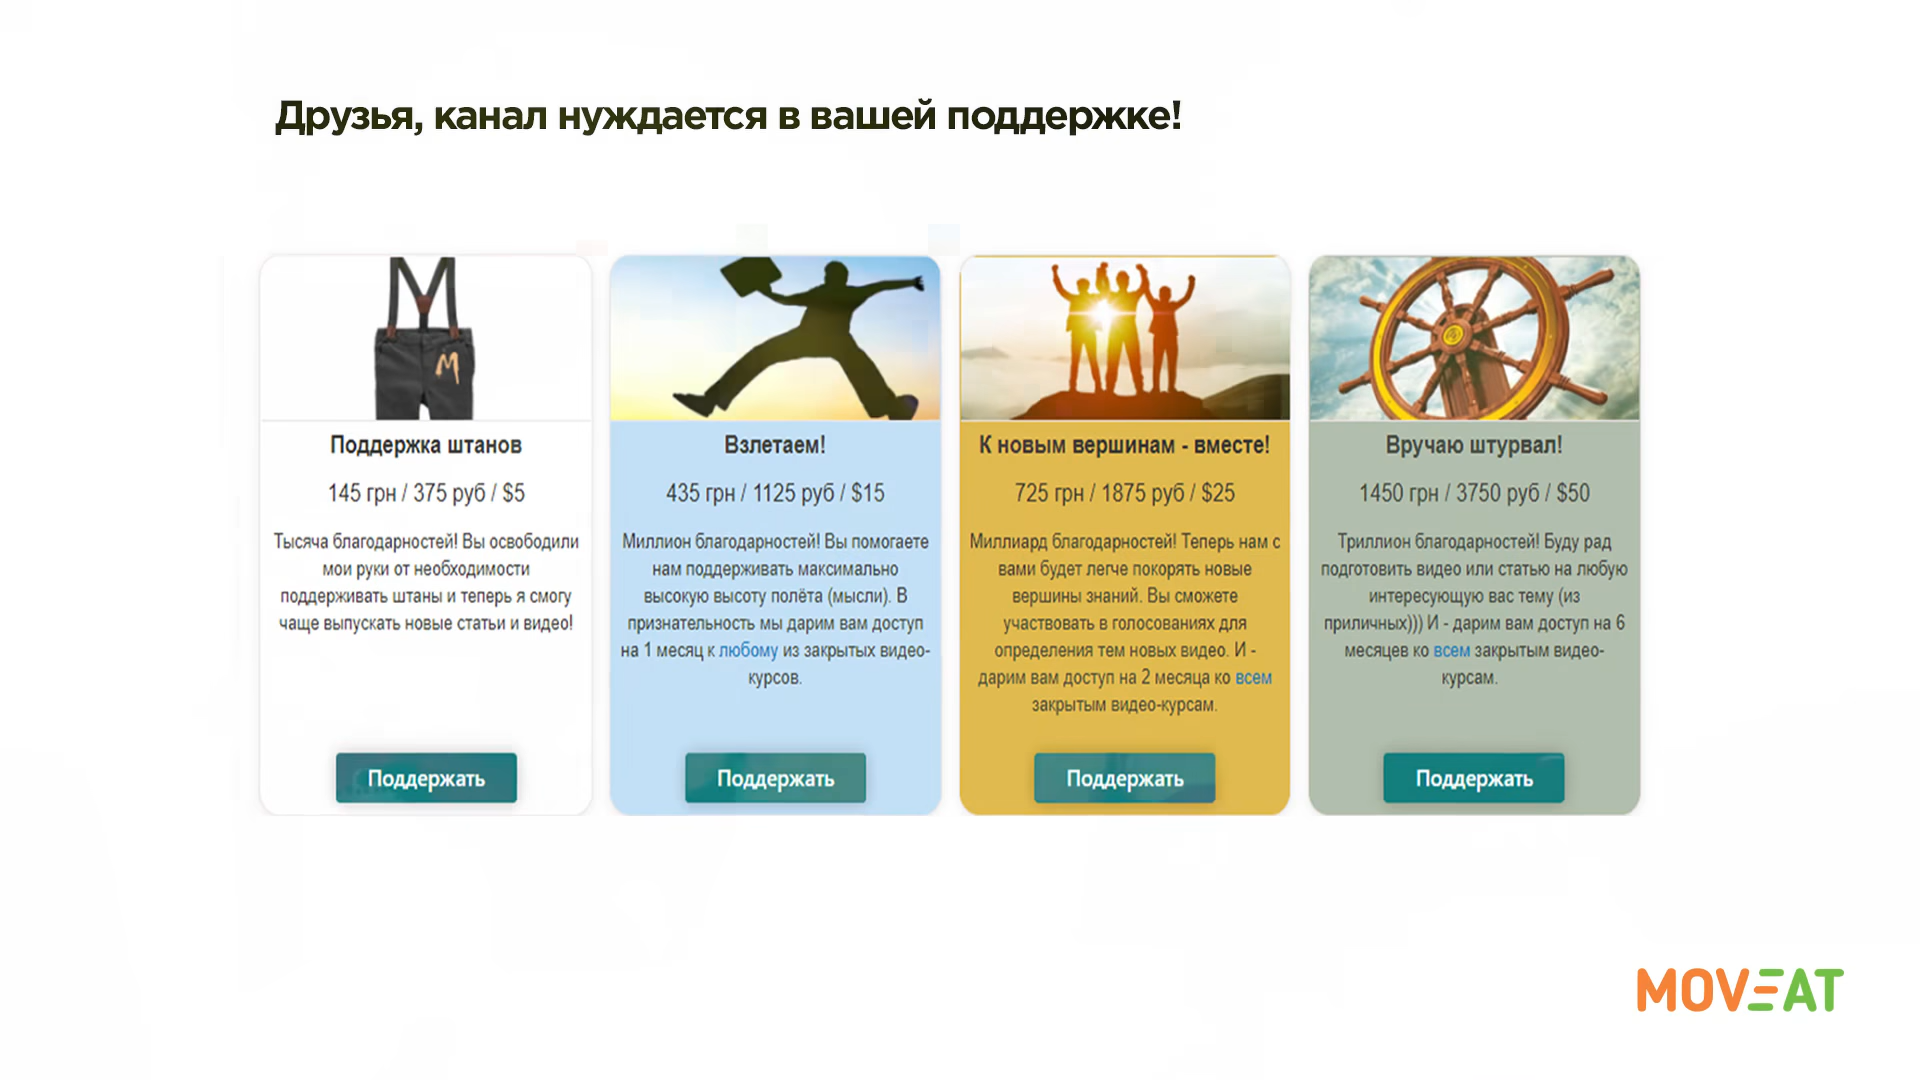 Друзья, канал нуждается в вашей поддержке!
M
Поддержка штанов
145 грн / 375 руб / $5
Тысяча благодарностей! Вы освободили
мои руки от необходимости
поддерживать штаны и теперь я смогу
чаще выпускать новые статьи и видео!
Поддержать
Взлетаем!
435 грн / 1125 руб / $15
Миллион благодарностей! Вы помогаете
нам поддерживать максимально
высокую высоту полёта (мысли). В
признательность мы дарим вам доступ
на 1 месяц к любому из закрытых видео-
курсов.
Поддержать
К новым вершинам - вместе!
725 грн / 1875 руб / $25
Миллиард благодарностей! Теперь нам с
вами будет легче покорять новые
вершины знаний. Вы сможете
участвовать в голосованиях для
определения тем новых видео. И -
дарим вам доступ на 2 месяца ко всем
закрытым видео-курсам.
Поддержать
Вручаю штурвал!
1450 грн / 3750 руб / $50
Триллион благодарностей! Буду рад
подготовить видео или статью на любую
интересующую вас тему (из
приличных))) И - дарим вам доступ на 6
месяцев ко всем закрытым видео-
курсам.
Поддержать
MOVEAT